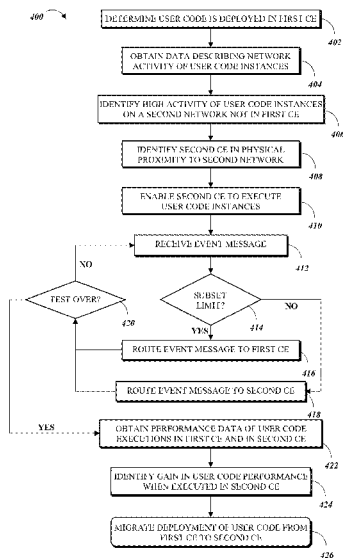 400
DETERMINE USER CODE IS DEPLOYED IN FIRST CE
402
OBTAIN DATA DESCRIBING NETWORK
ACTIVITY OF USER CODE INSTANCES
404
IDENTIFY HIGH ACTIVITY OF USER CODE INSTANCES
ON A SECOND NETWORK NOT IN FIRST CE
406
IDENTIFY SECOND CE IN PHYSICAL
PROXIMITY TO SECOND NETWORK
408
ENABLE SECOND CE TO EXECUTE
USER CODE INSTANCES
410
RECEIVE EVENT MESSAGE
412
NO
TEST OVER?
420
SUBSET
LIMIT?
414
NO
YES
ROUTE EVENT MESSAGE TO FIRST CE
416
ROUTE EVENT MESSAGE TO SECOND CE
418
YES
OBTAIN PERFORMANCE DATA OF USER CODE
EXECUTIONS IN FIRST CE AND IN SECOND CE
422
IDENTIFY GAIN IN USER CODE PERFORMANCE
WHEN EXECUTED IN SECOND CE
424
MIGRATE DEPLOYMENT OF USER CODE FROM
FIRST CE TO SECOND CE
426